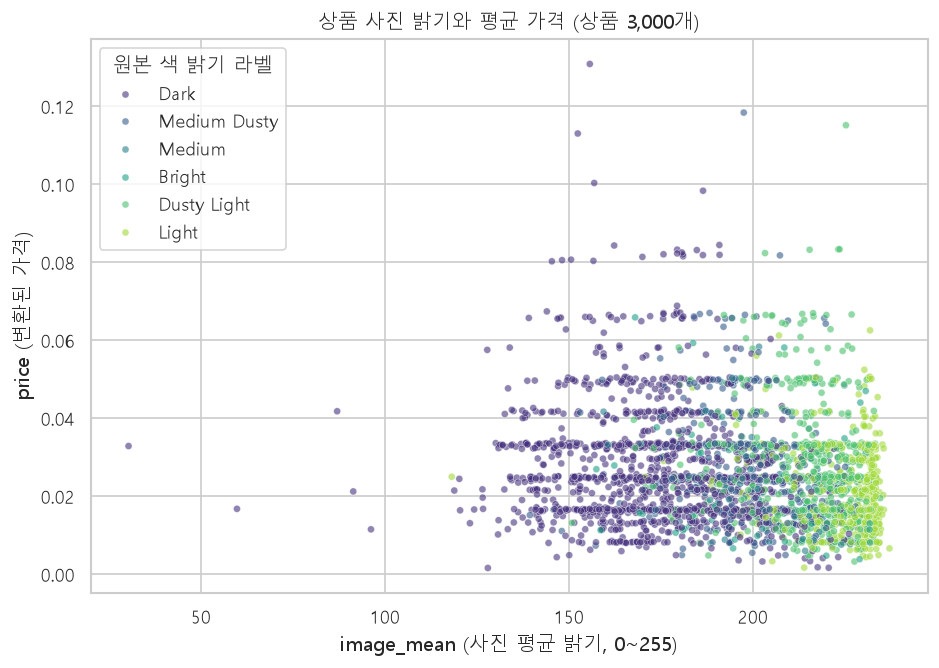 상품 사진 밝기와 평균 가격 (상품 3,000개)
원본 색 밝기 라벨
Dark
Medium Dusty
Medium
Bright
Dusty Light
Light
price (변환된 가격)
0.12
0.10
0.08
0.06
0.04
0.02
0.00
50
100
150
200
image_mean (사진 평균 밝기, 0~255)